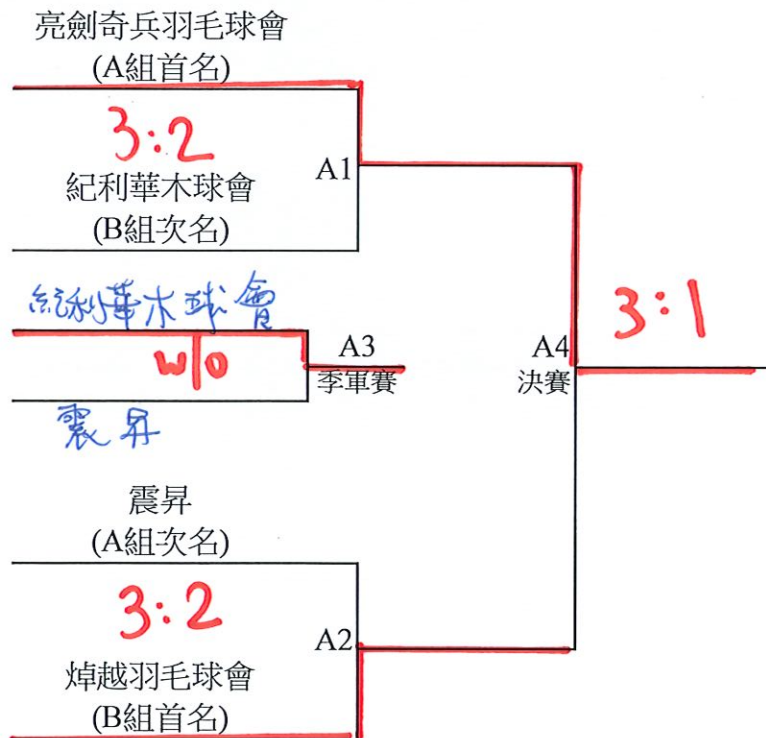 亮劍奇兵羽毛球會
(A組首名)
3:2
A1
紀利華木球會
(B組次名)
紀利華木球會
w/o
A3
季軍賽
震昇
A4
決賽
3:1
震昇
(A組次名)
3:2
A2
焯越羽毛球會
(B組首名)